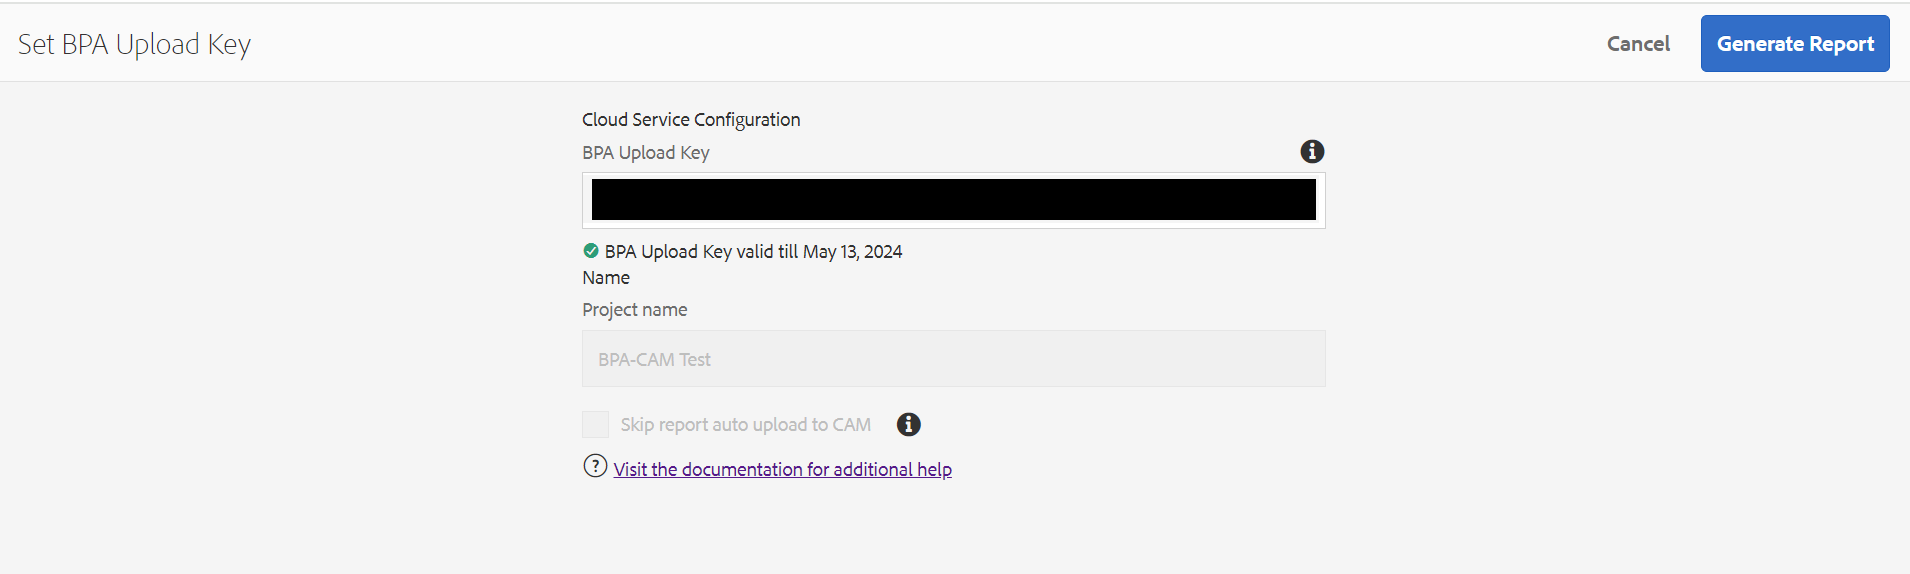 Set BPA Upload Key
Cancel
Generate Report
Cloud Service Configuration
BPA Upload Key
BPA Upload Key valid till May 13, 2024
Name
Project name
BPA-CAM Test
Skip report auto upload to CAM
Visit the documentation for additional help